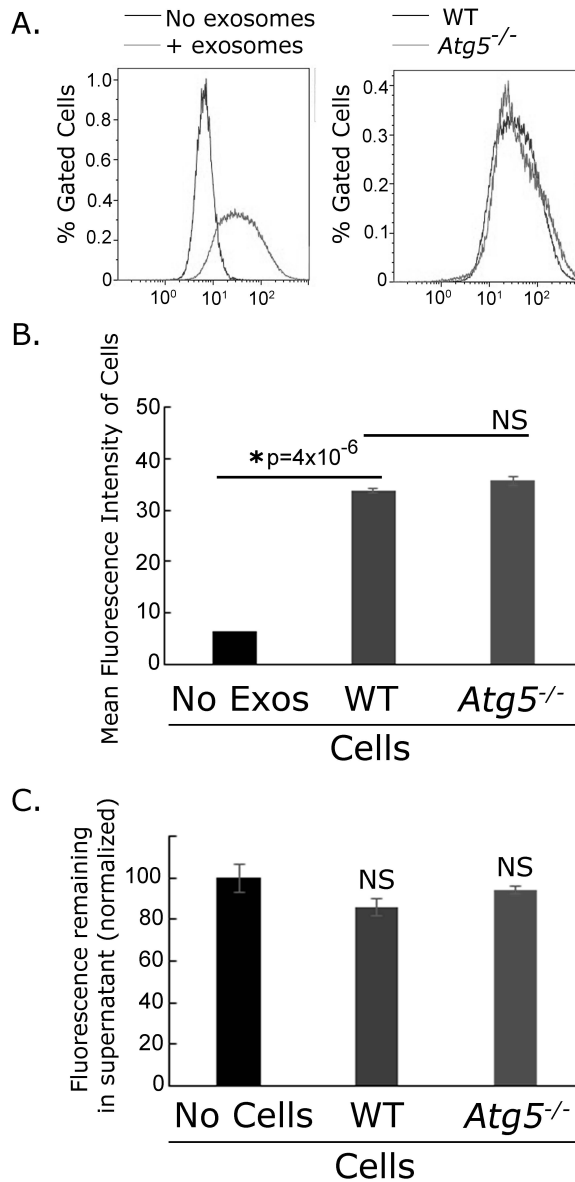 A.
No exosomes
+ exosomes
WT
Atg5-/-
% Gated Cells
1.0
0.8
0.6
0.4
0.2
0
10⁰ 10¹ 10²
% Gated Cells
0.4
0.3
0.2
0.1
0
10⁰ 10¹ 10²
B.
Mean Fluorescence Intensity of Cells
50
40
30
20
10
0
*p=4x10⁻⁶
NS
No Exos WT Atg5-/-
Cells
C.
Fluorescence remaining
in supernatant (normalized)
100
80
60
40
20
0
NS
NS
No Cells WT Atg5-/-
Cells